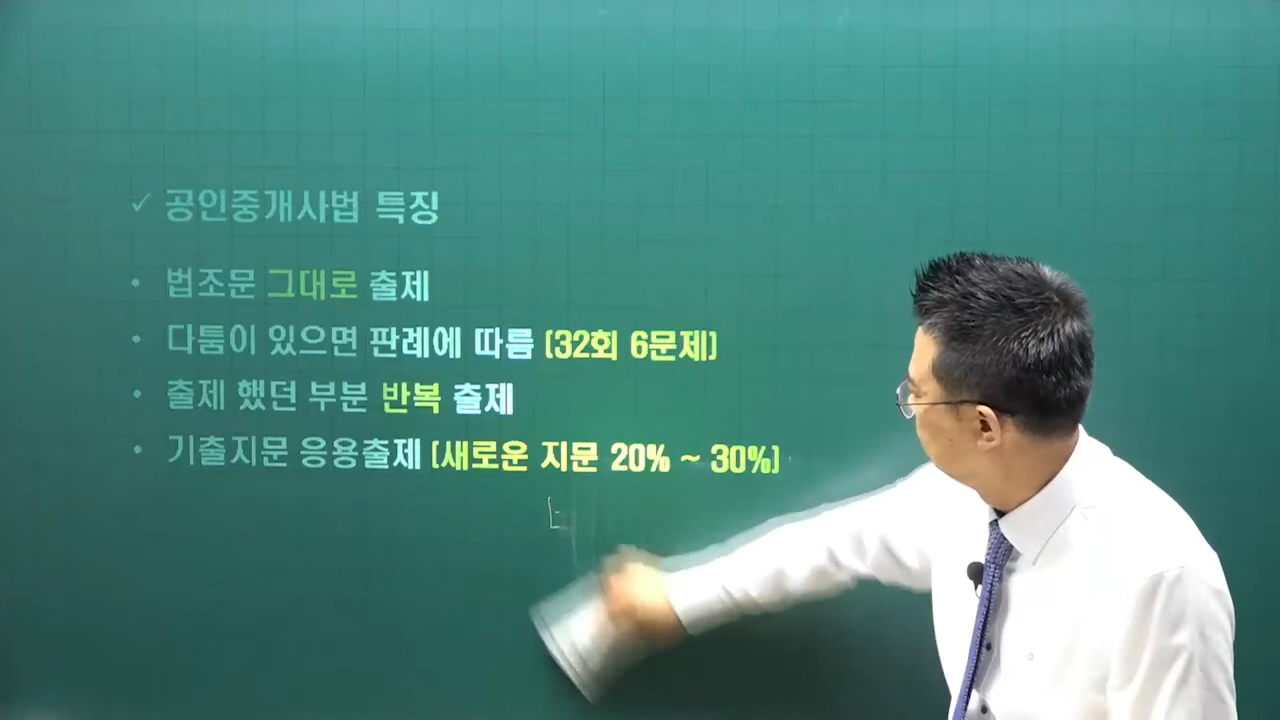 ✓ 공인중개사법 특징
• 법조문 그대로 출제
• 다툼이 있으면 판례에 따름 (32회 6문제)
• 출제 했던 부분 반복 출제
• 기출지문 응용출제 (새로운 지문 20% ~ 30%)